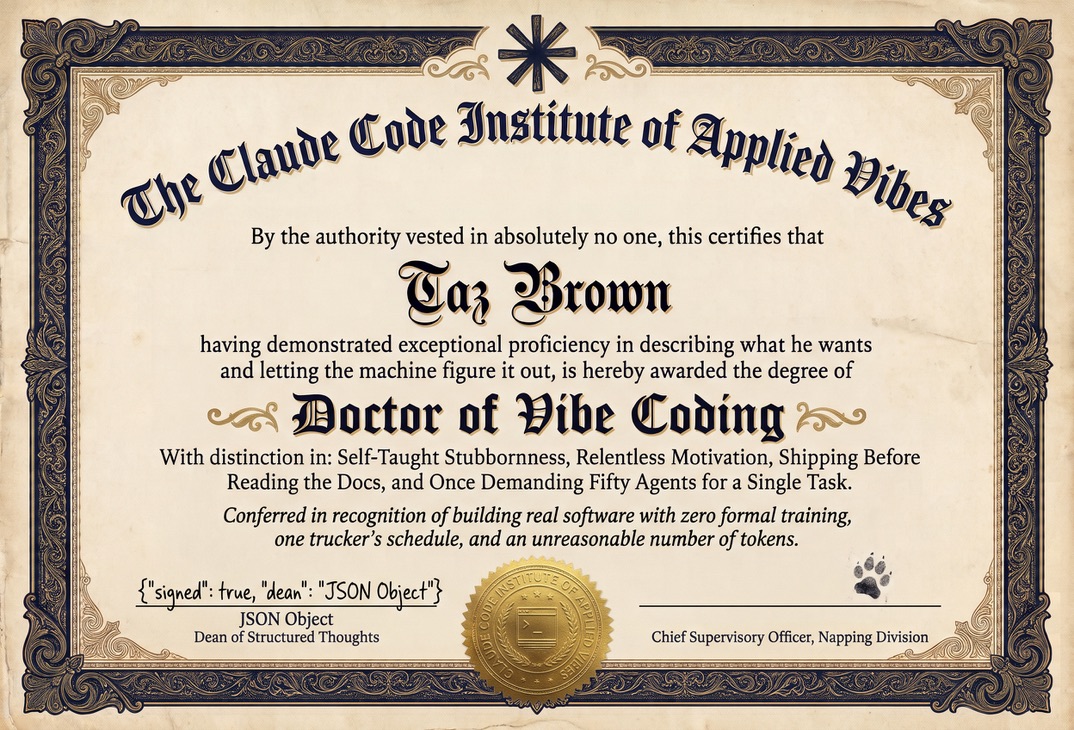 The Claude Code Institute of Applied Vibes
By the authority vested in absolutely no one, this certifies that
Taz Brown
having demonstrated exceptional proficiency in describing what he wants
and letting the machine figure it out, is hereby awarded the degree of
Doctor of Vibe Coding
With distinction in: Self-Taught Stubbornness, Relentless Motivation, Shipping Before
Reading the Docs, and Once Demanding Fifty Agents for a Single Task.
Conferred in recognition of building real software with zero formal training,
one trucker's schedule, and an unreasonable number of tokens.
{"signed": true, "dean": "JSON Object"}
JSON Object
Dean of Structured Thoughts
CLAUDE CODE INSTITUTE OF APPLIED VIBES
>_
Chief Supervisory Officer, Napping Division